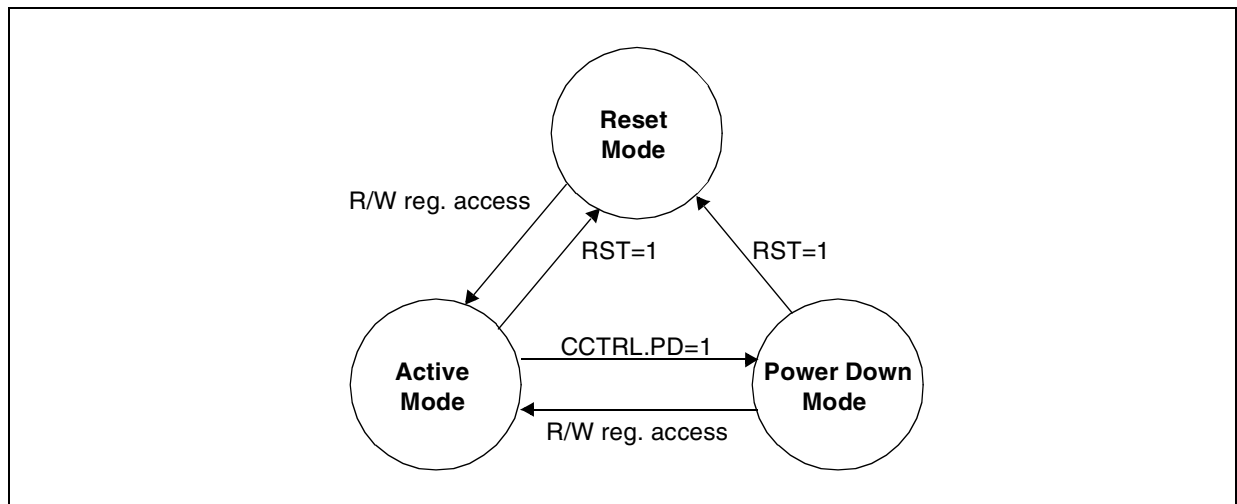 Reset
Mode
R/W reg. access
RST=1
RST=1
CCTRL.PD=1
Active
Mode
Power Down
Mode
R/W reg. access